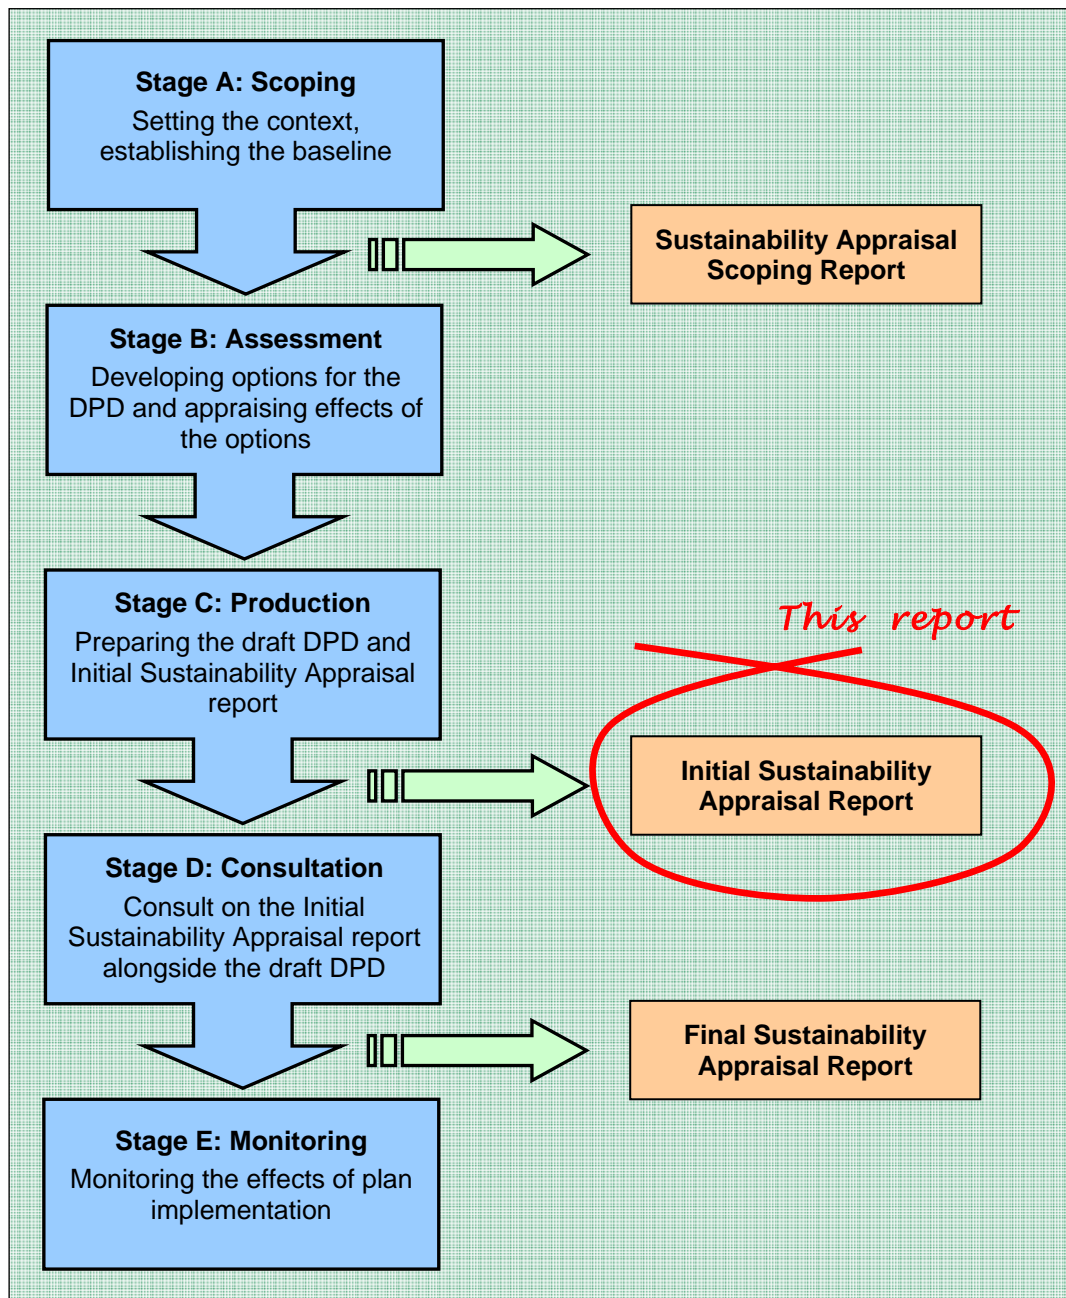 Stage A: Scoping
Setting the context,
establishing the baseline
Sustainability Appraisal
Scoping Report
Stage B: Assessment
Developing options for the
DPD and appraising effects of
the options
Stage C: Production
Preparing the draft DPD and
Initial Sustainability Appraisal
report
This report
Initial Sustainability
Appraisal Report
Stage D: Consultation
Consult on the Initial
Sustainability Appraisal report
alongside the draft DPD
Final Sustainability
Appraisal Report
Stage E: Monitoring
Monitoring the effects of plan
implementation